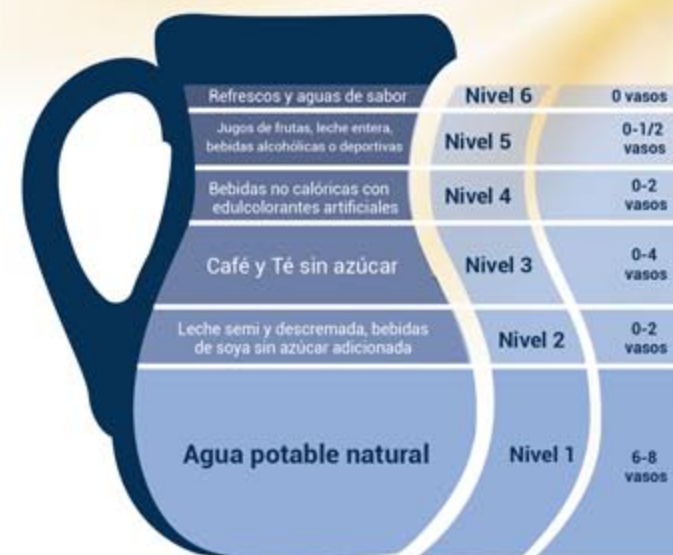 Refrescos y aguas de sabor
Nivel 6
0 vasos
Jugos de frutas, leche entera,
bebidas alcohólicas o deportivas
Nivel 5
0-1/2
vasos
Bebidas no calóricas con
edulcolorantes artificiales
Nivel 4
0-2
vasos
Café y Té sin azúcar
Nivel 3
0-4
vasos
Leche semi y descremada, bebidas
de soya sin azúcar adicionada
Nivel 2
0-2
vasos
Agua potable natural
Nivel 1
6-8
vasos